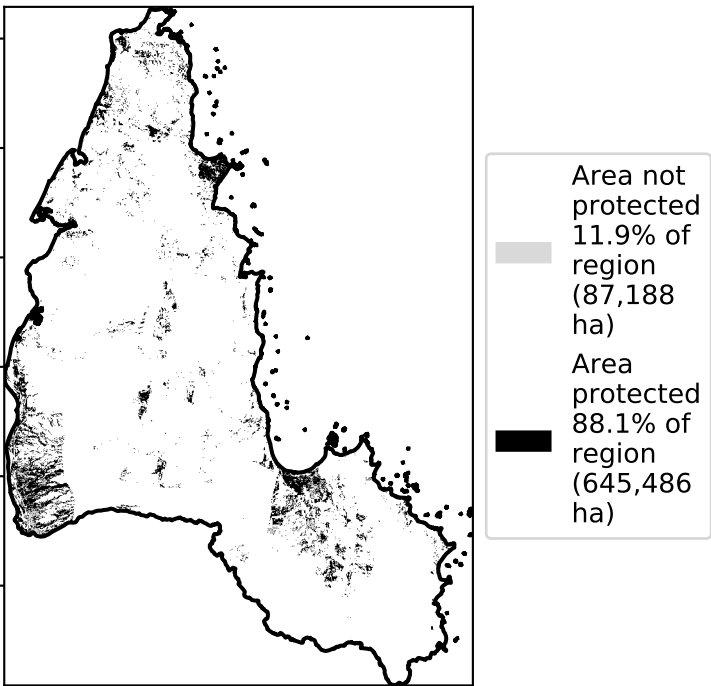 Area not
protected
11.9% of
region
(87,188
ha)
Area
protected
88.1% of
region
(645,486
ha)